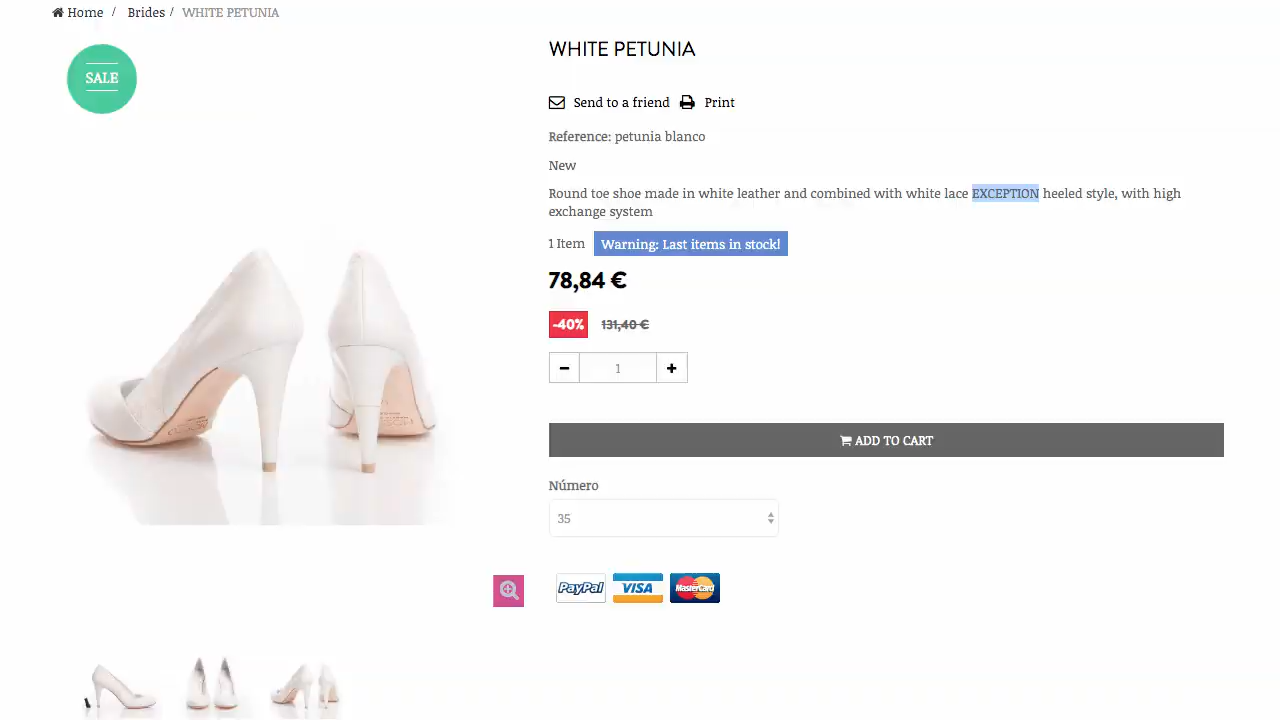 Home / Brides / WHITE PETUNIA
SALE
WHITE PETUNIA
Send to a friend Print
Reference: petunia blanco
New
Round toe shoe made in white leather and combined with white lace EXCEPTION heeled style, with high
exchange system
1 Item Warning: Last items in stock!
78,84 €
-40% 131,40 €
1
ADD TO CART
Número
35
PayPal VISA MasterCard